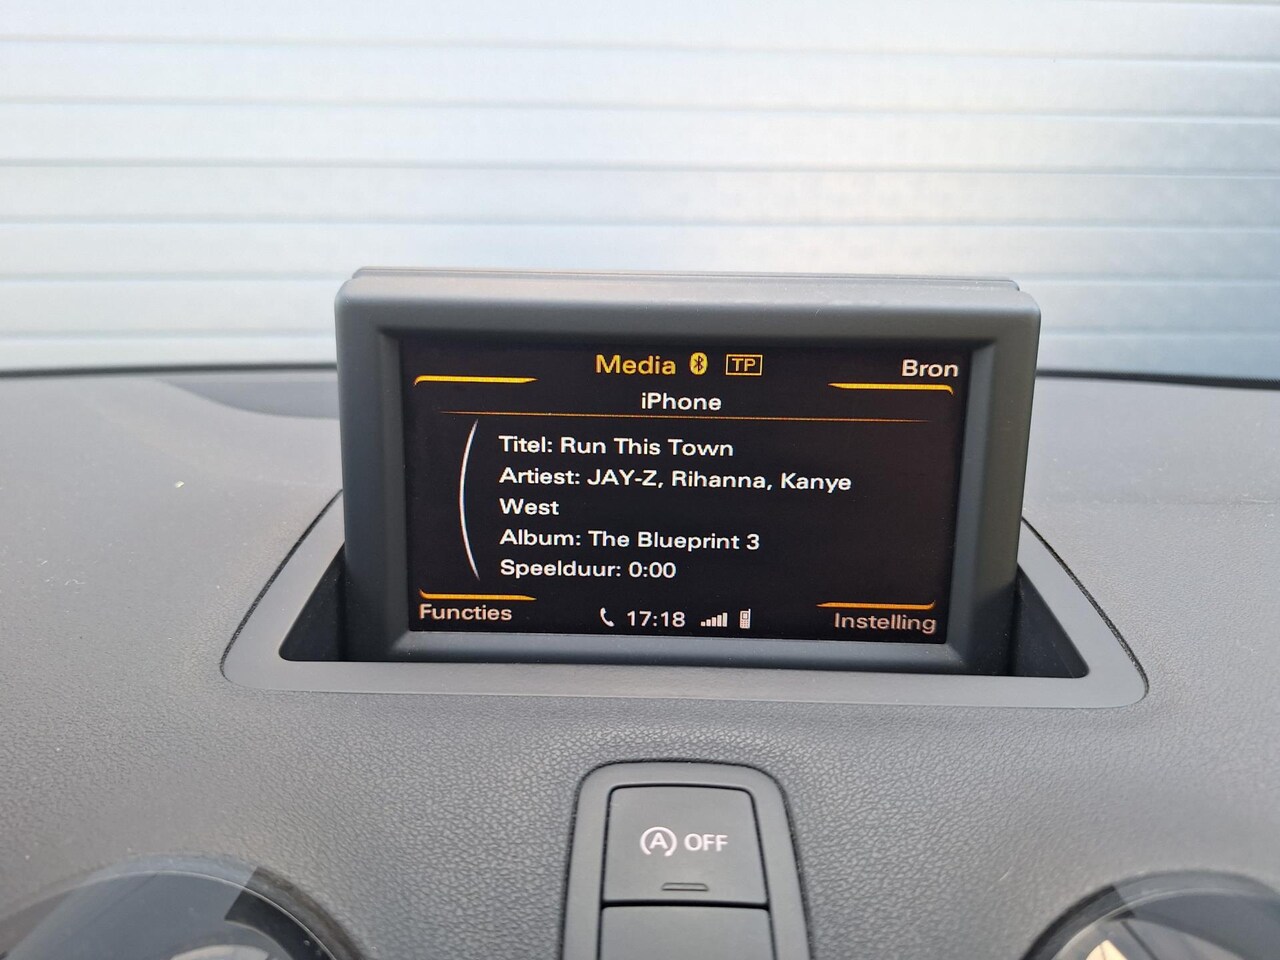 Media TP
Bron
iPhone
Titel: Run This Town
Artiest: JAY-Z, Rihanna, Kanye
West
Album: The Blueprint 3
Speelduur: 0:00
Functies
17:18
Instelling
A OFF